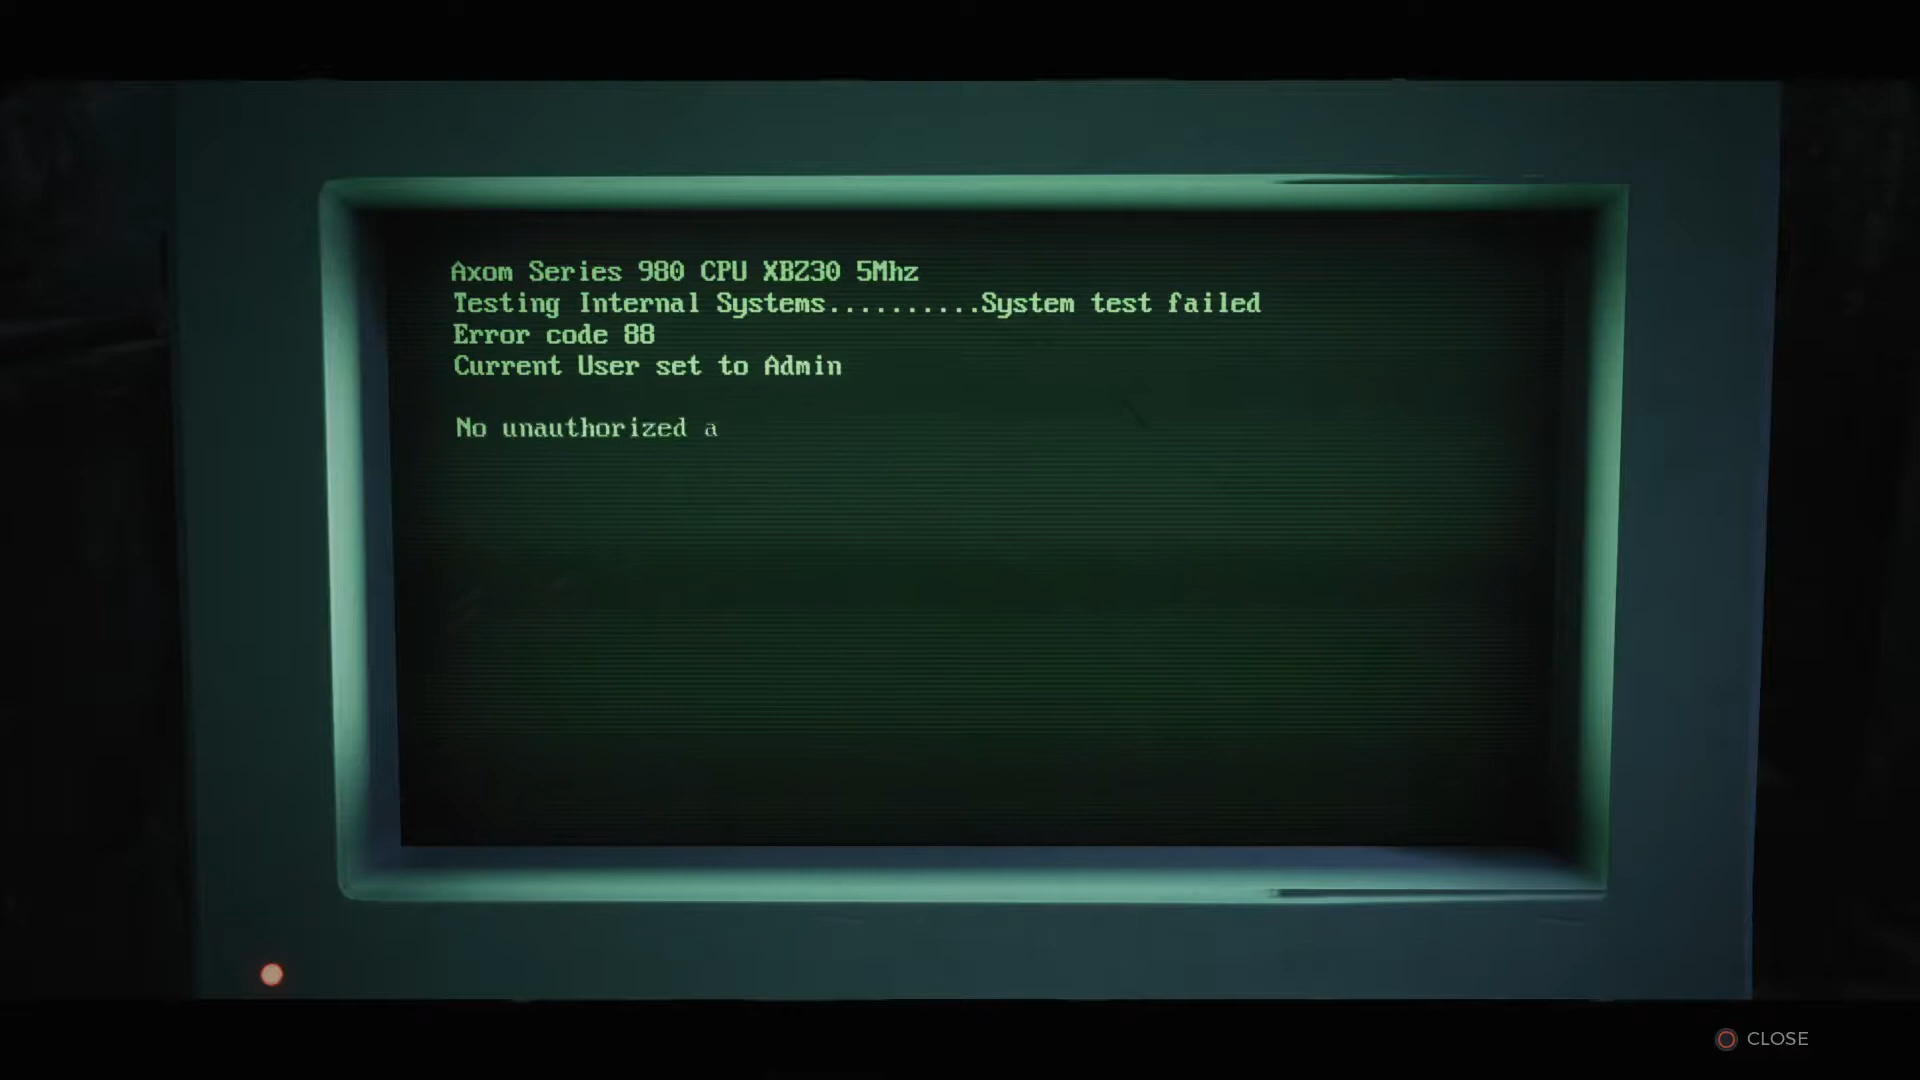 Axom Series 980 CPU XBZ30 5Mhz
Testing Internal Systems..........System test failed
Error code 88
Current User set to Admin
No unauthorized a
CLOSE